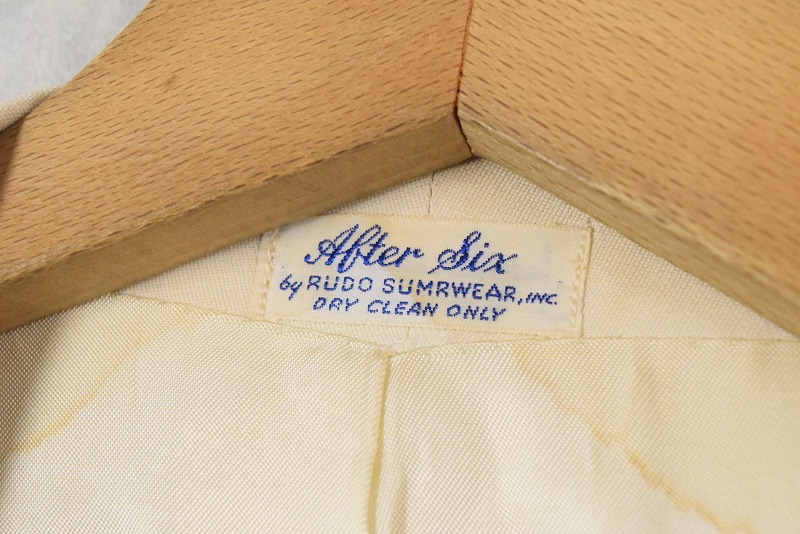 After Six
by RUDO SUMRWEAR, INC.
DRY CLEAN ONLY